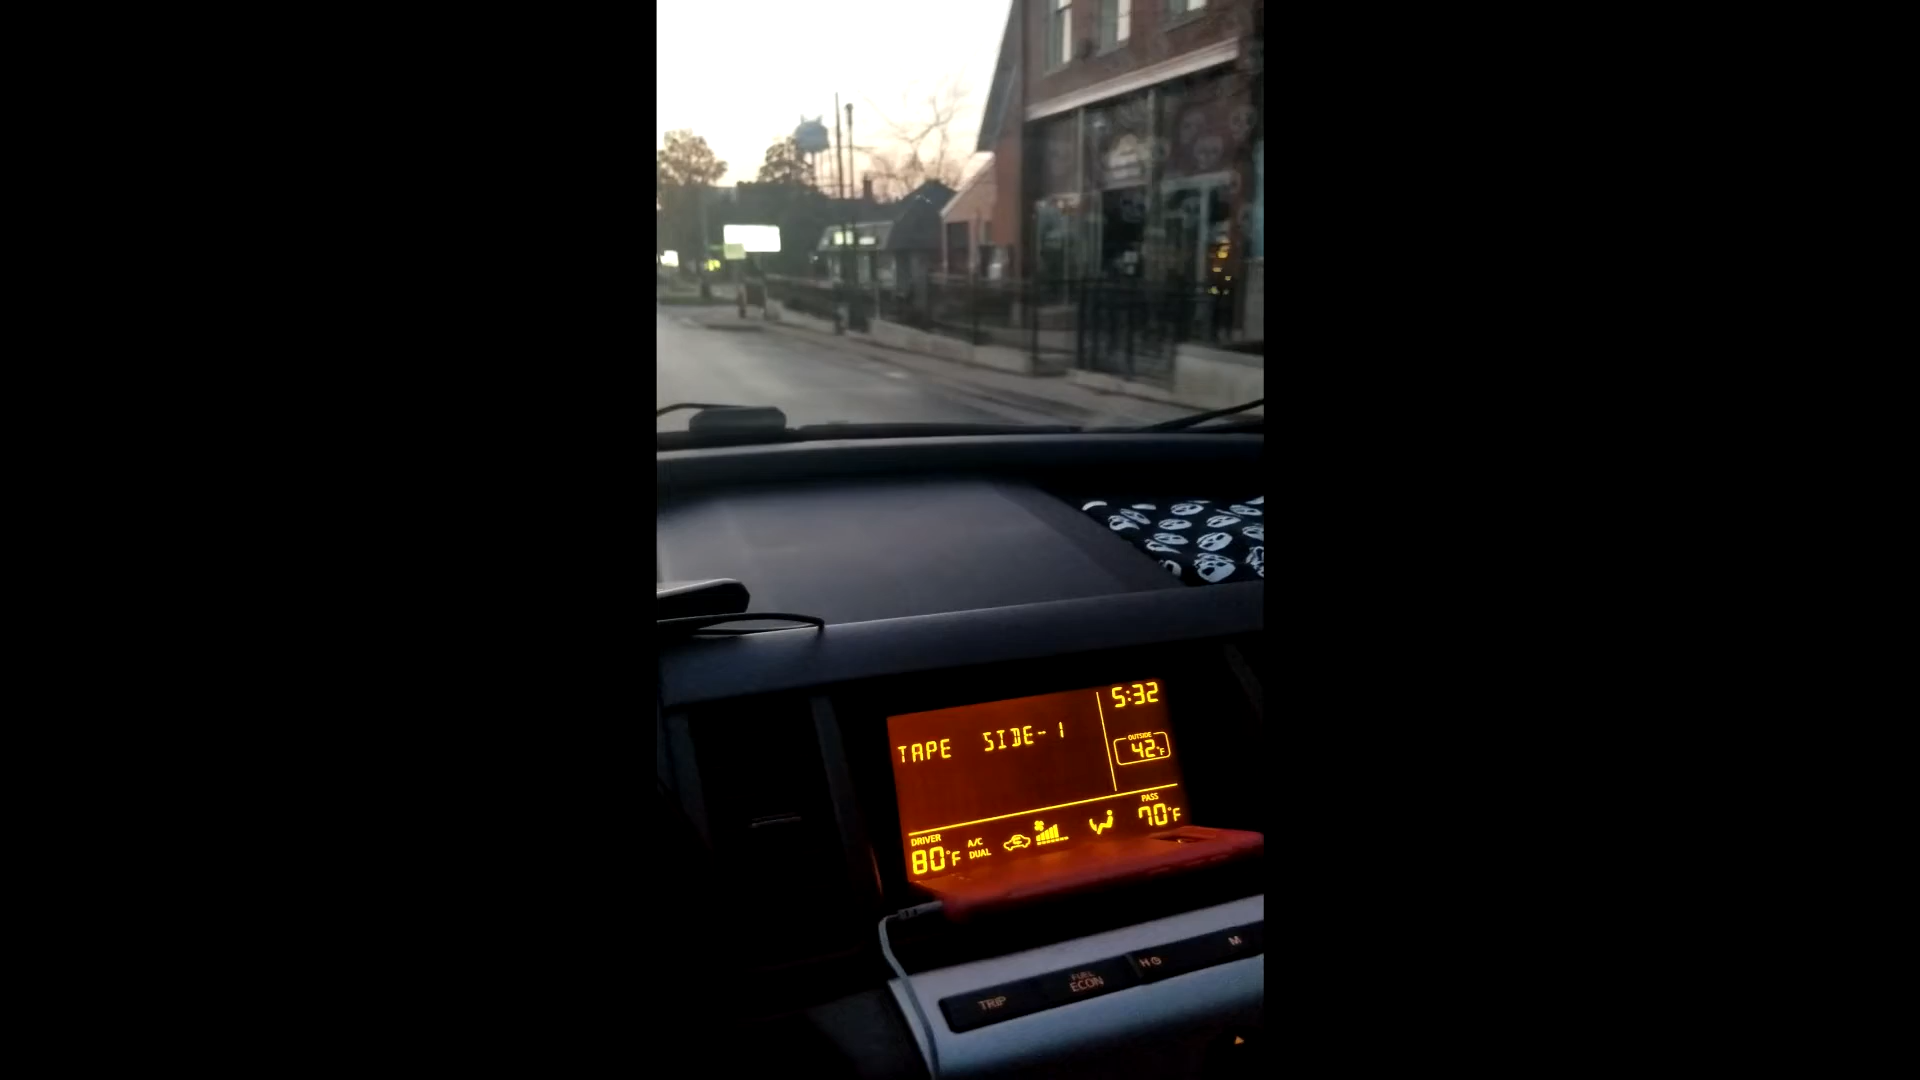 5:32
TAPE SIDE-1
OUTSIDE
42°F
PASS
70°F
DRIVER
80°F
A/C
DUAL
TRIP
FUEL
ECON
H
M